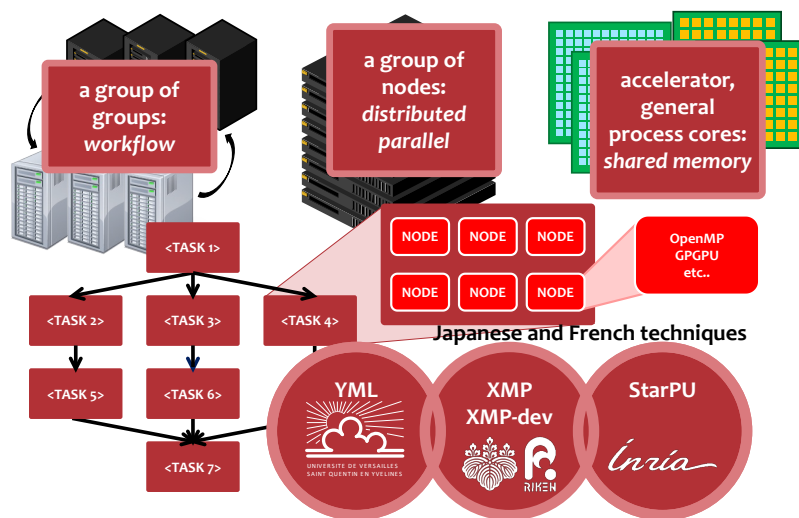 a group of
groups:
workflow
a group of
nodes:
distributed
parallel
accelerator,
general
process cores:
shared memory
<TASK 1>
<TASK 2>
<TASK 3>
<TASK 4>
<TASK 5>
<TASK 6>
<TASK 7>
NODE
NODE
NODE
NODE
NODE
NODE
OpenMP
GPGPU
etc..
Japanese and French techniques
YML
UNIVERSITE DE VERSAILLES
SAINT QUENTIN EN YVELINES
XMP
XMP-dev
RIKEN
StarPU
Inria